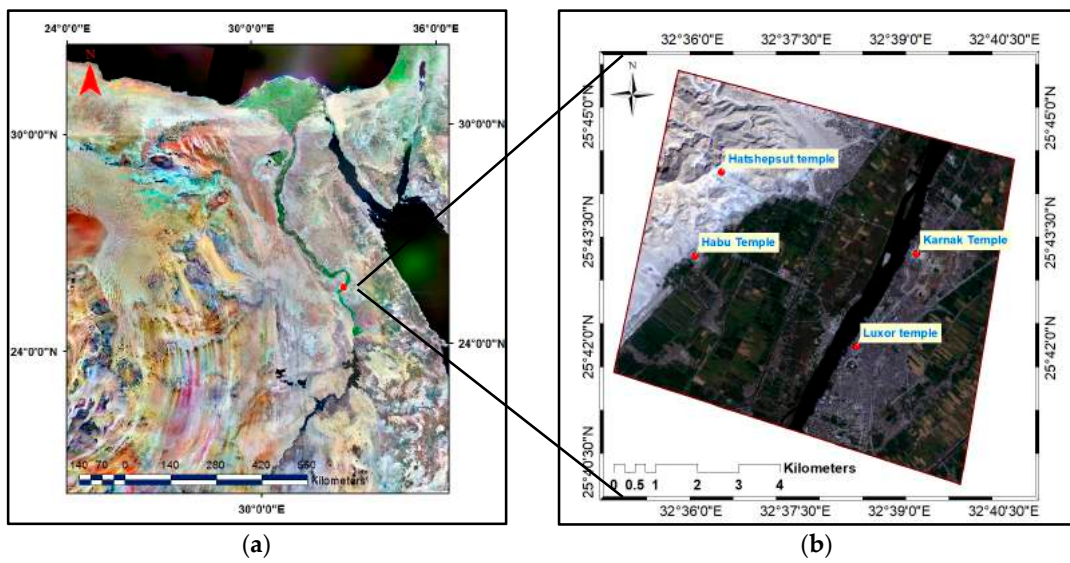 24°0'0"E 30°0'0"E 36°0'0"E
N
30°0'0"N 30°0'0"N
24°0'0"N 24°0'0"N
140 70 0 140 280 420 560
Kilometers
30°0'0"E
(a)
32°36'0"E 32°37'30"E 32°39'0"E 32°40'30"E
N
25°45'0"N 25°45'0"N
Hatshepsut temple
25°43'30"N 25°43'30"N
Habu Temple
Karnak Temple
Luxor temple
25°42'0"N 25°42'0"N
25°40'30"N 25°40'30"N
Kilometers
0 0.5 1 2 3 4
32°36'0"E 32°37'30"E 32°39'0"E 32°40'30"E
(b)